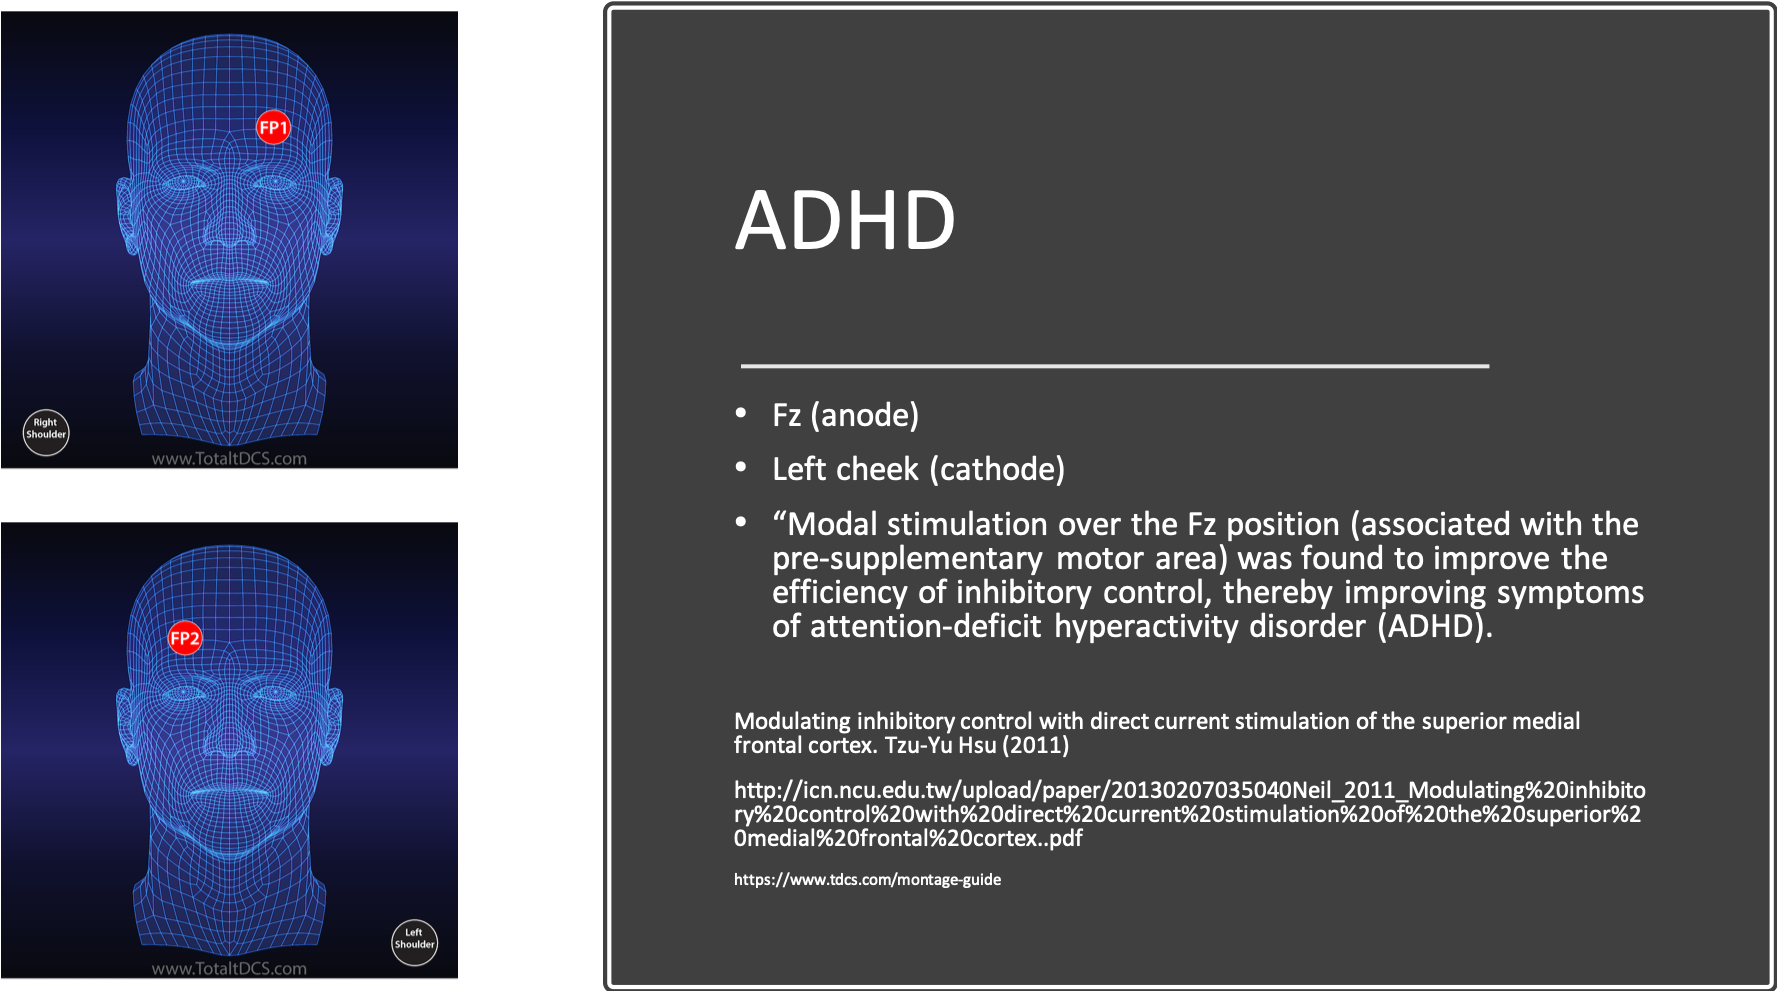 FP1
Right
Shoulder
www.TotaltDCS.com
FP2
Left
Shoulder
www.TotaltDCS.com
ADHD
• Fz (anode)
• Left cheek (cathode)
• “Modal stimulation over the Fz position (associated with the
pre-supplementary motor area) was found to improve the
efficiency of inhibitory control, thereby improving symptoms
of attention-deficit hyperactivity disorder (ADHD).
Modulating inhibitory control with direct current stimulation of the superior medial
frontal cortex. Tzu-Yu Hsu (2011)
http://icn.ncu.edu.tw/upload/paper/20130207035040Neil_2011_Modulating%20inhibito
ry%20control%20with%20direct%20current%20stimulation%20of%20the%20superior%2
0medial%20frontal%20cortex..pdf
https://www.tdcs.com/montage-guide